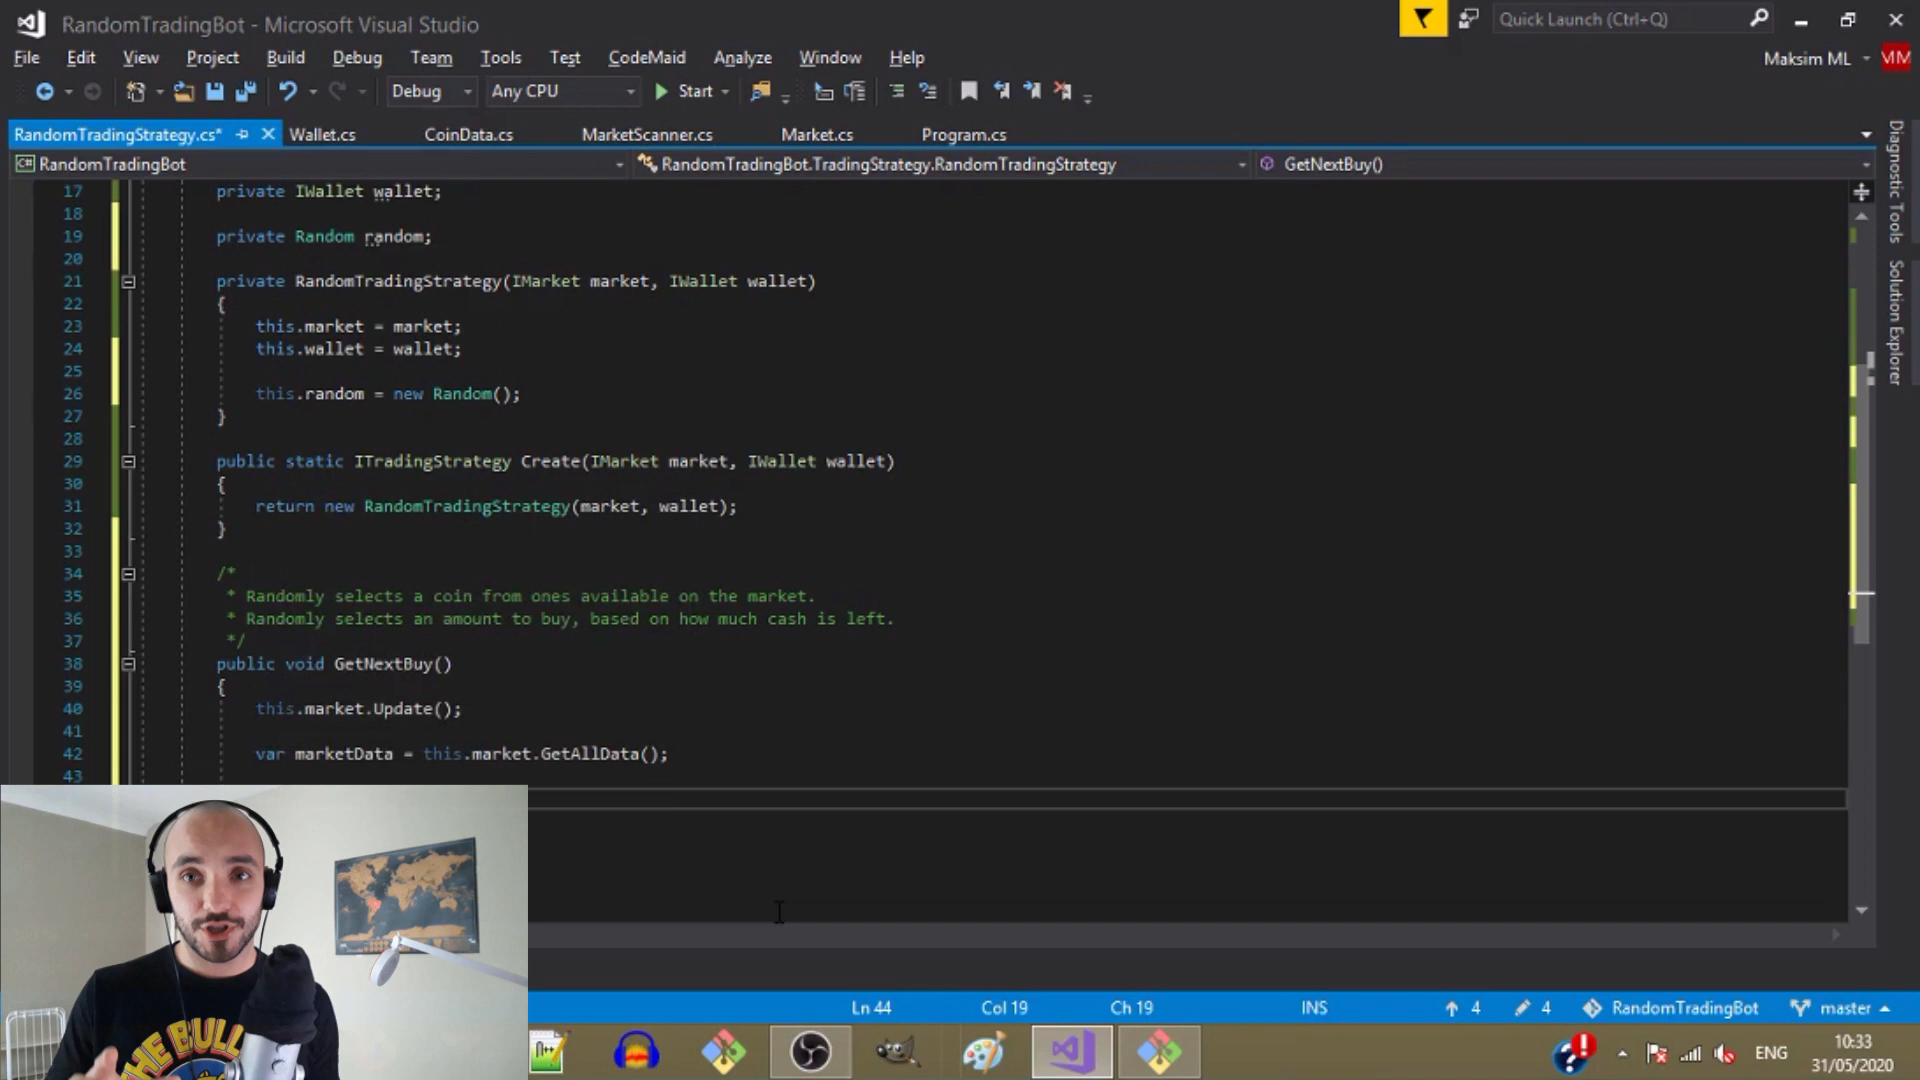 RandomTradingBot - Microsoft Visual Studio
Quick Launch (Ctrl+Q)
File Edit View Project Build Debug Team Tools Test CodeMaid Analyze Window Help
Maksim ML
MM
Debug Any CPU Start
RandomTradingStrategy.cs* Wallet.cs CoinData.cs MarketScanner.cs Market.cs Program.cs
C# RandomTradingBot RandomTradingBot.TradingStrategy.RandomTradingStrategy GetNextBuy()
Diagnostic Tools
Solution Explorer
17 private IWallet wallet;
18
19 private Random random;
20
21 private RandomTradingStrategy(IMarket market, IWallet wallet)
22 {
23 this.market = market;
24 this.wallet = wallet;
25
26 this.random = new Random();
27 }
28
29 public static ITradingStrategy Create(IMarket market, IWallet wallet)
30 {
31 return new RandomTradingStrategy(market, wallet);
32 }
33
34 /*
35 * Randomly selects a coin from ones available on the market.
36 * Randomly selects an amount to buy, based on how much cash is left.
37 */
38 public void GetNextBuy()
39 {
40 this.market.Update();
41
42 var marketData = this.market.GetAllData();
43
THE BULL
Ln 44 Col 19 Ch 19 INS 4 4 RandomTradingBot master
N++
ENG
10:33
31/05/2020